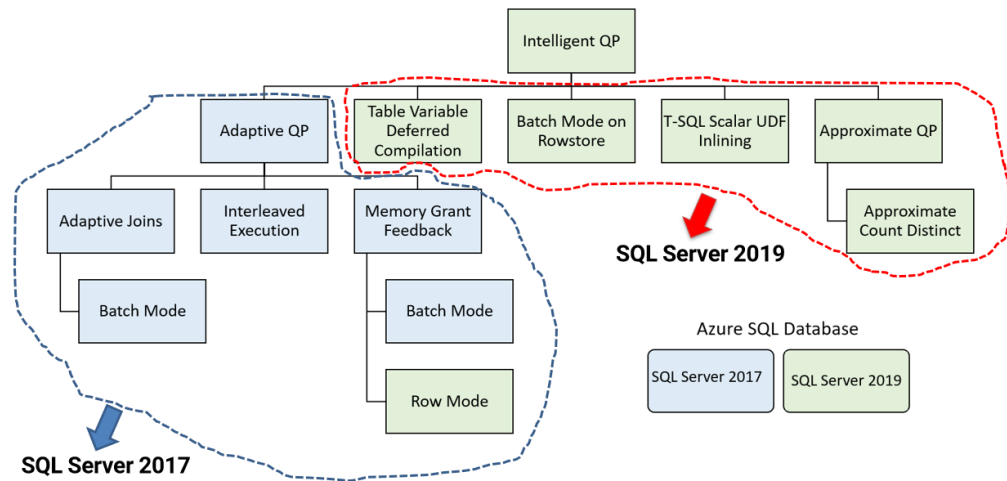 Intelligent QP
Adaptive QP
Table Variable
Deferred
Compilation
Batch Mode on
Rowstore
T-SQL Scalar UDF
Inlining
Approximate QP
Adaptive Joins
Interleaved
Execution
Memory Grant
Feedback
Approximate
Count Distinct
SQL Server 2019
Batch Mode
Batch Mode
Row Mode
Azure SQL Database
SQL Server 2017
SQL Server 2019
SQL Server 2017